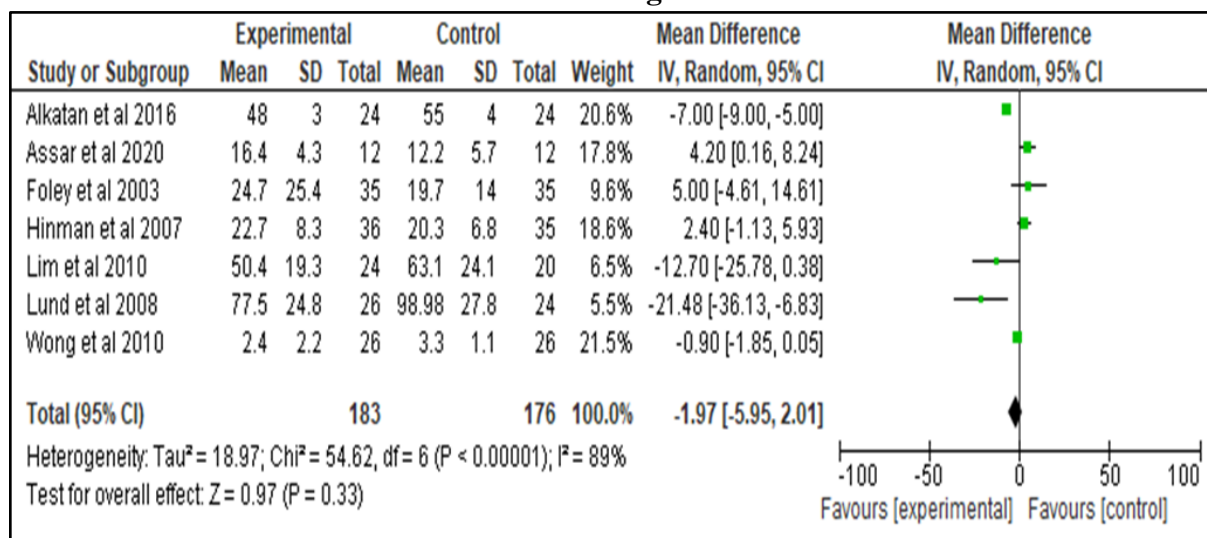 Experimental Control Mean Difference Mean Difference
Study or Subgroup Mean SD Total Mean SD Total Weight IV, Random, 95% CI IV, Random, 95% CI
Alkatan et al 2016 48 3 24 55 4 24 20.6% -7.00 [-9.00, -5.00]
Assar et al 2020 16.4 4.3 12 12.2 5.7 12 17.8% 4.20 [0.16, 8.24]
Foley et al 2003 24.7 25.4 35 19.7 14 35 9.6% 5.00 [-4.61, 14.61]
Hinman et al 2007 22.7 8.3 36 20.3 6.8 35 18.6% 2.40 [-1.13, 5.93]
Lim et al 2010 50.4 19.3 24 63.1 24.1 20 6.5% -12.70 [-25.78, 0.38]
Lund et al 2008 77.5 24.8 26 98.98 27.8 24 5.5% -21.48 [-36.13, -6.83]
Wong et al 2010 2.4 2.2 26 3.3 1.1 26 21.5% -0.90 [-1.85, 0.05]
Total (95% CI) 183 176 100.0% -1.97 [-5.95, 2.01]
Heterogeneity: Tau² = 18.97; Chi² = 54.62, df = 6 (P < 0.00001); I² = 89%
Test for overall effect: Z = 0.97 (P = 0.33)
-100 -50 0 50 100
Favours [experimental] Favours [control]